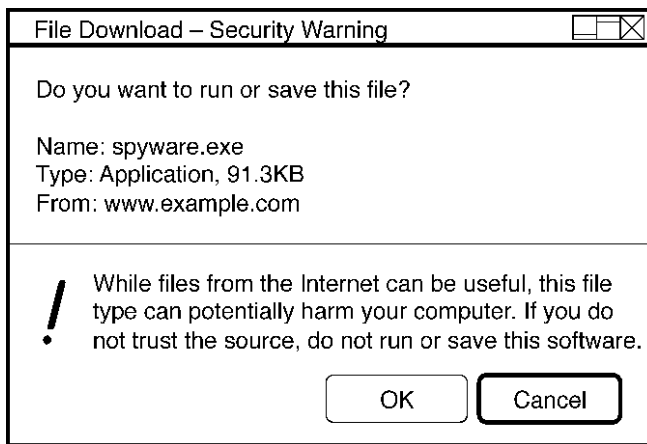 File Download – Security Warning
Do you want to run or save this file?
Name: spyware.exe
Type: Application, 91.3KB
From: www.example.com
While files from the Internet can be useful, this file
type can potentially harm your computer. If you do
not trust the source, do not run or save this software.
OK Cancel